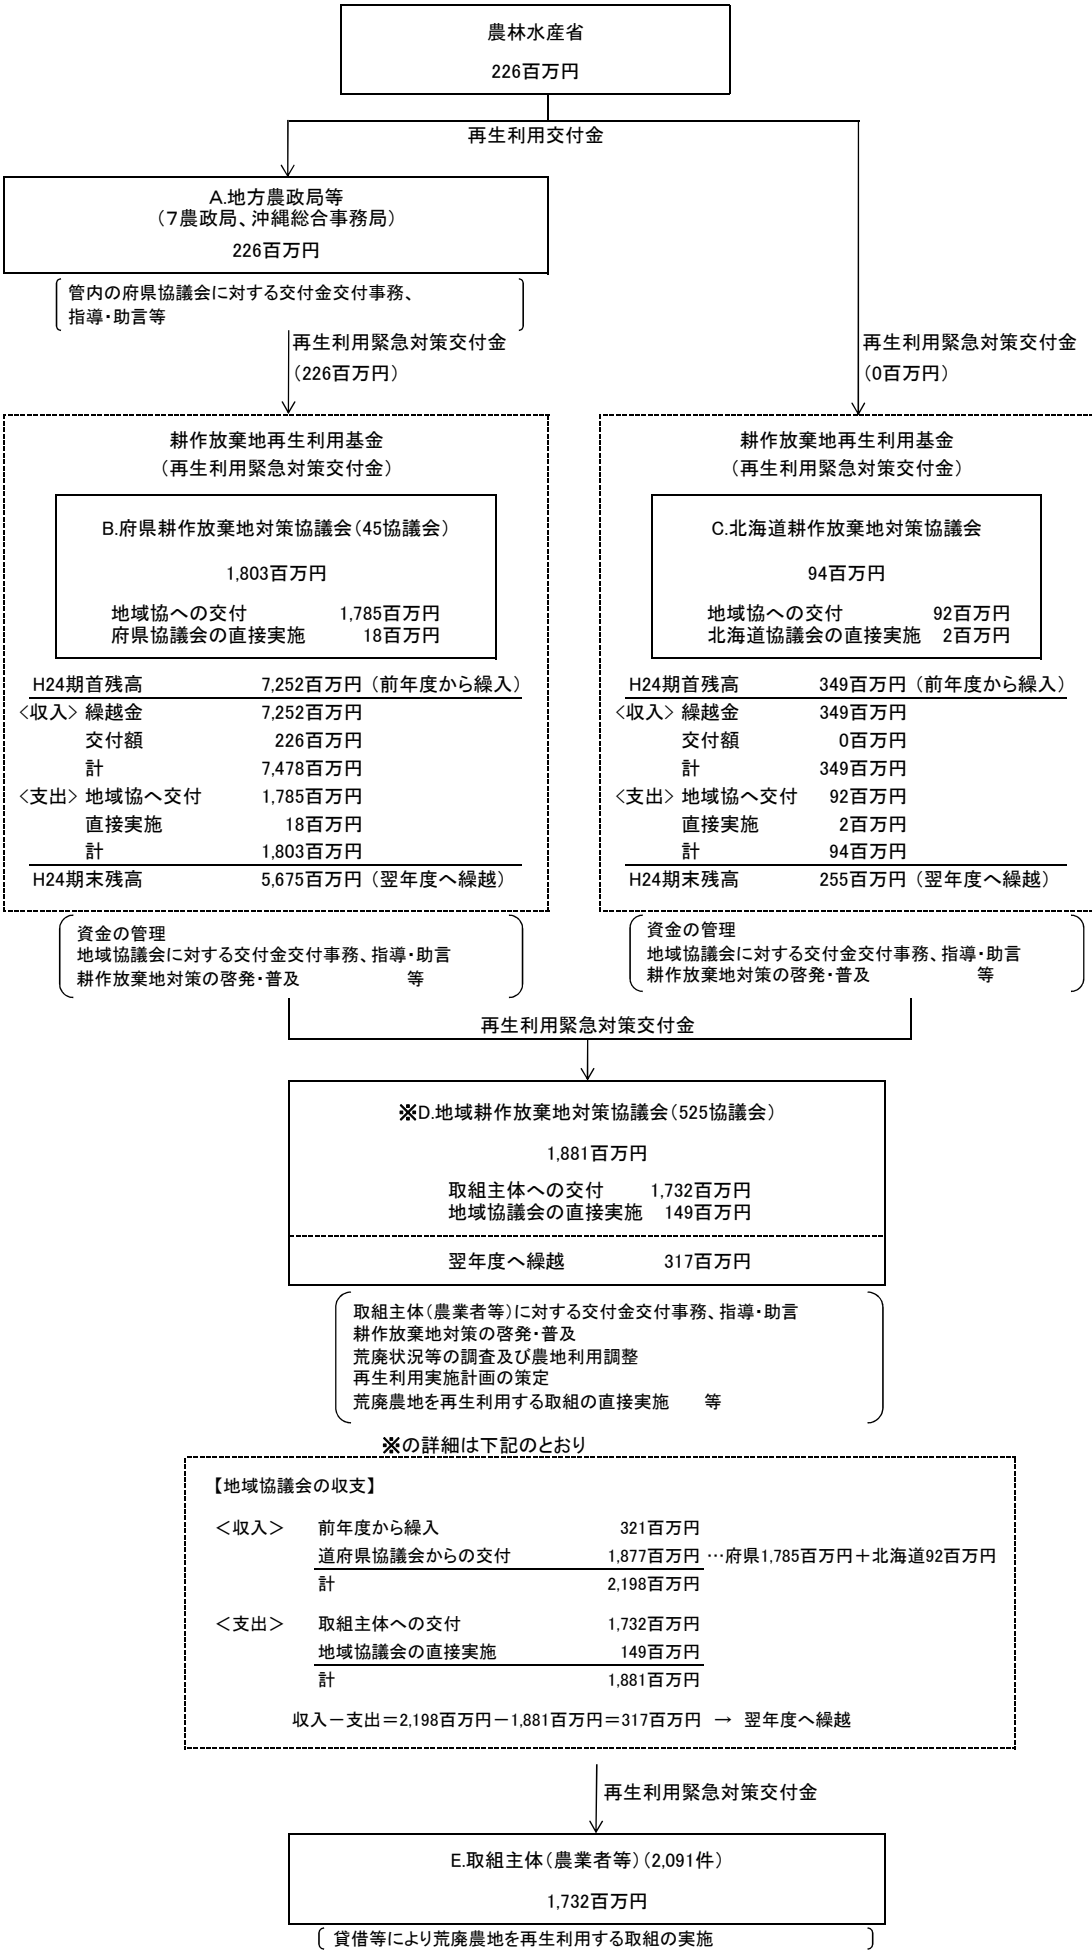 農林水産省
226百万円
再生利用交付金
A.地方農政局等
(7農政局、沖縄総合事務局)
226百万円
管内の府県協議会に対する交付金交付事務、
指導・助言等
再生利用緊急対策交付金
(226百万円)
再生利用緊急対策交付金
(0百万円)
耕作放棄地再生利用基金
(再生利用緊急対策交付金)
B.府県耕作放棄地対策協議会(45協議会)
1,803百万円
地域協への交付 1,785百万円
府県協議会の直接実施 18百万円
H24期首残高 7,252百万円 (前年度から繰入)
<収入> 繰越金 7,252百万円
交付額 226百万円
計 7,478百万円
<支出> 地域協へ交付 1,785百万円
直接実施 18百万円
計 1,803百万円
H24期末残高 5,675百万円 (翌年度へ繰越)
資金の管理
地域協議会に対する交付金交付事務、指導・助言
耕作放棄地対策の啓発・普及 等
耕作放棄地再生利用基金
(再生利用緊急対策交付金)
C.北海道耕作放棄地対策協議会
94百万円
地域協への交付 92百万円
北海道協議会の直接実施 2百万円
H24期首残高 349百万円 (前年度から繰入)
<収入> 繰越金 349百万円
交付額 0百万円
計 349百万円
<支出> 地域協へ交付 92百万円
直接実施 2百万円
計 94百万円
H24期末残高 255百万円 (翌年度へ繰越)
資金の管理
地域協議会に対する交付金交付事務、指導・助言
耕作放棄地対策の啓発・普及 等
再生利用緊急対策交付金
※D.地域耕作放棄地対策協議会(525協議会)
1,881百万円
取組主体への交付 1,732百万円
地域協議会の直接実施 149百万円
翌年度へ繰越 317百万円
取組主体(農業者等)に対する交付金交付事務、指導・助言
耕作放棄地対策の啓発・普及
荒廃状況等の調査及び農地利用調整
再生利用実施計画の策定
荒廃農地を再生利用する取組の直接実施 等
※の詳細は下記のとおり
【地域協議会の収支】
<収入> 前年度から繰入 321百万円
道府県協議会からの交付 1,877百万円 …府県1,785百万円+北海道92百万円
計 2,198百万円
<支出> 取組主体への交付 1,732百万円
地域協議会の直接実施 149百万円
計 1,881百万円
収入-支出=2,198百万円-1,881百万円=317百万円 → 翌年度へ繰越
再生利用緊急対策交付金
E.取組主体(農業者等)(2,091件)
1,732百万円
貸借等により荒廃農地を再生利用する取組の実施